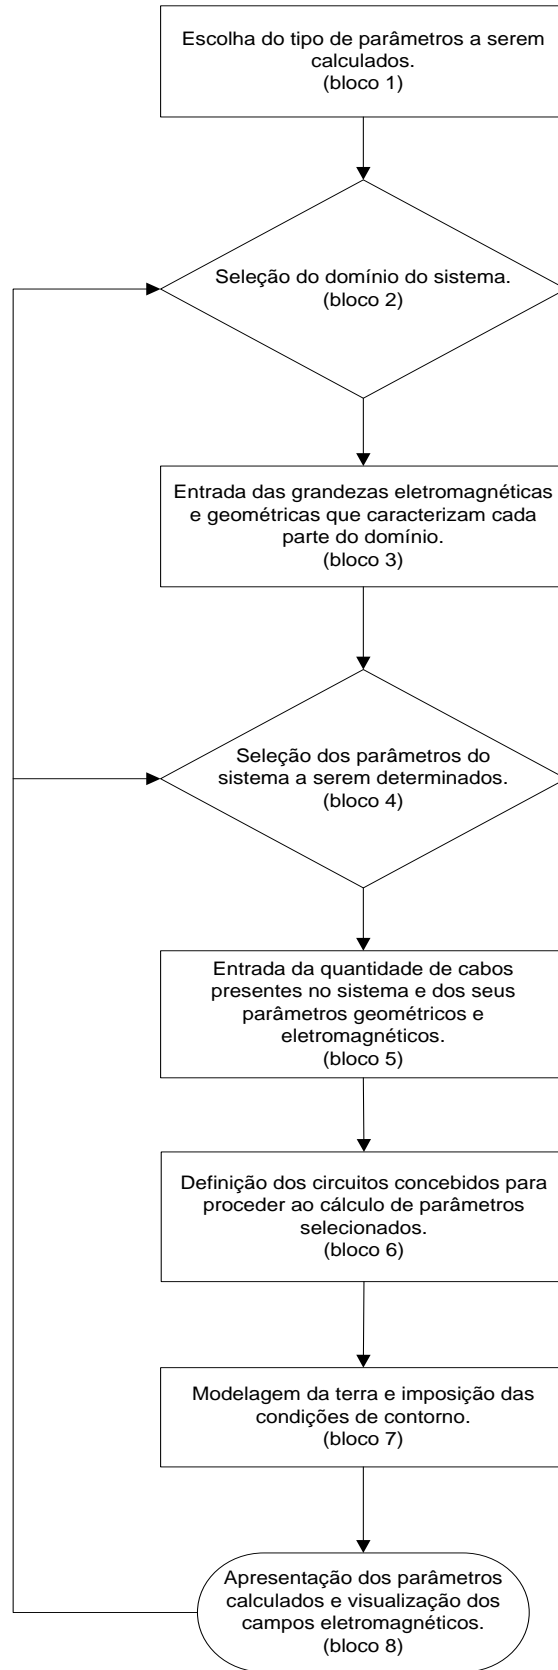 Escolha do tipo de parâmetros a serem
calculados.
(bloco 1)
Seleção do domínio do sistema.
(bloco 2)
Entrada das grandezas eletromagnéticas
e geométricas que caracterizam cada
parte do domínio.
(bloco 3)
Seleção dos parâmetros do
sistema a serem determinados.
(bloco 4)
Entrada da quantidade de cabos
presentes no sistema e dos seus
parâmetros geométricos e
eletromagnéticos.
(bloco 5)
Definição dos circuitos concebidos para
proceder ao cálculo de parâmetros
selecionados.
(bloco 6)
Modelagem da terra e imposição das
condições de contorno.
(bloco 7)
Apresentação dos parâmetros
calculados e visualização dos
campos eletromagnéticos.
(bloco 8)